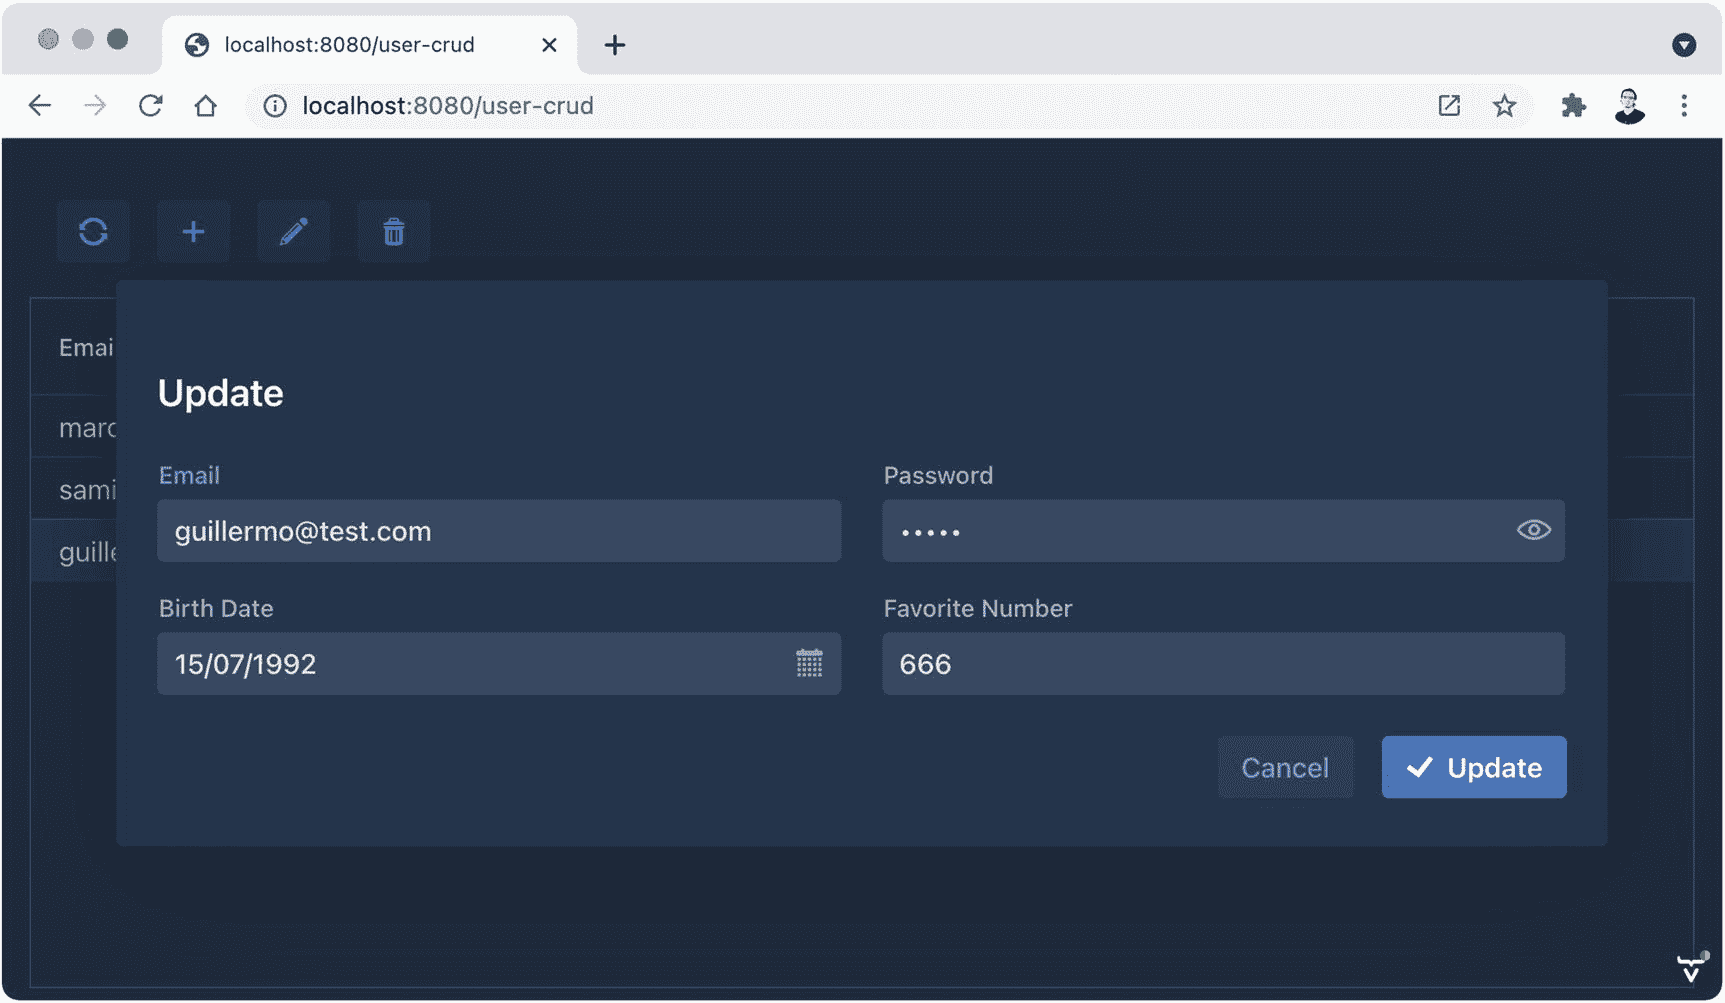 localhost:8080/user-crud
localhost:8080/user-crud
Emai
marc
sami
guille
Update
Email
Password
guillermo@test.com
•••••
Birth Date
Favorite Number
15/07/1992
666
Cancel
Update